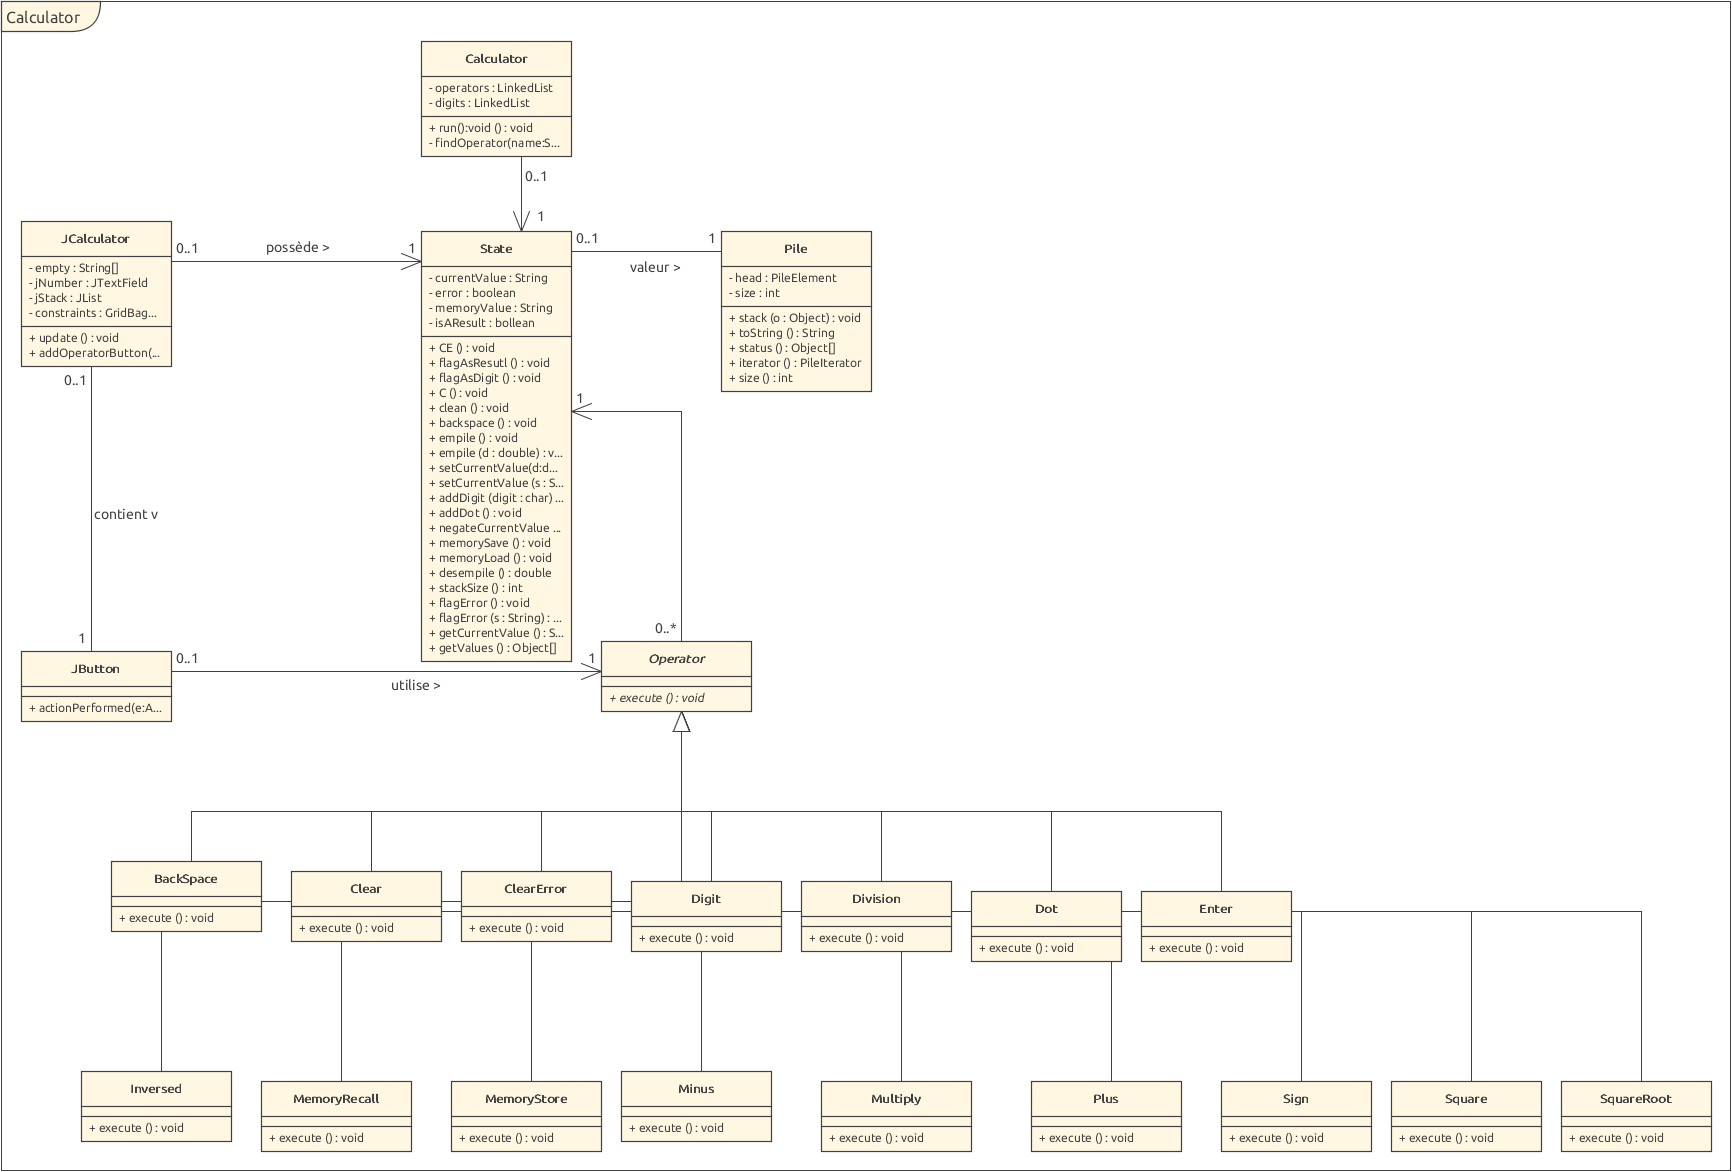 Calculator
Calculator
- operators : LinkedList
- digits : LinkedList
+ run():void () : void
- findOperator(name:S...
0..1
1
JCalculator
- empty : String[]
- jNumber : JTextField
- jStack : JList
- constraints : GridBag...
+ update () : void
+ addOperatorButton(...
0..1
possède >
1
State
- currentValue : String
- error : boolean
- memoryValue : String
- isAResult : bollean
+ CE () : void
+ flagAsResutl () : void
+ flagAsDigit () : void
+ C () : void
+ clean () : void
+ backspace () : void
+ empile () : void
+ empile (d : double) : v...
+ setCurrentValue(d:d...
+ setCurrentValue (s : S...
+ addDigit (digit : char) ...
+ addDot () : void
+ negateCurrentValue ...
+ memorySave () : void
+ memoryLoad () : void
+ desempile () : double
+ stackSize () : int
+ flagError () : void
+ flagError (s : String) : ...
+ getCurrentValue () : S...
+ getValues () : Object[]
0..1
1
valeur >
Pile
- head : PileElement
- size : int
+ stack (o : Object) : void
+ toString () : String
+ status () : Object[]
+ iterator () : PileIterator
+ size () : int
0..1
contient v
1
1
0..*
JButton
+ actionPerformed(e:A...
0..1
utilise >
1
Operator
+ execute () : void
BackSpace
+ execute () : void
Clear
+ execute () : void
ClearError
+ execute () : void
Digit
+ execute () : void
Division
+ execute () : void
Dot
+ execute () : void
Enter
+ execute () : void
Inversed
+ execute () : void
MemoryRecall
+ execute () : void
MemoryStore
+ execute () : void
Minus
+ execute () : void
Multiply
+ execute () : void
Plus
+ execute () : void
Sign
+ execute () : void
Square
+ execute () : void
SquareRoot
+ execute () : void